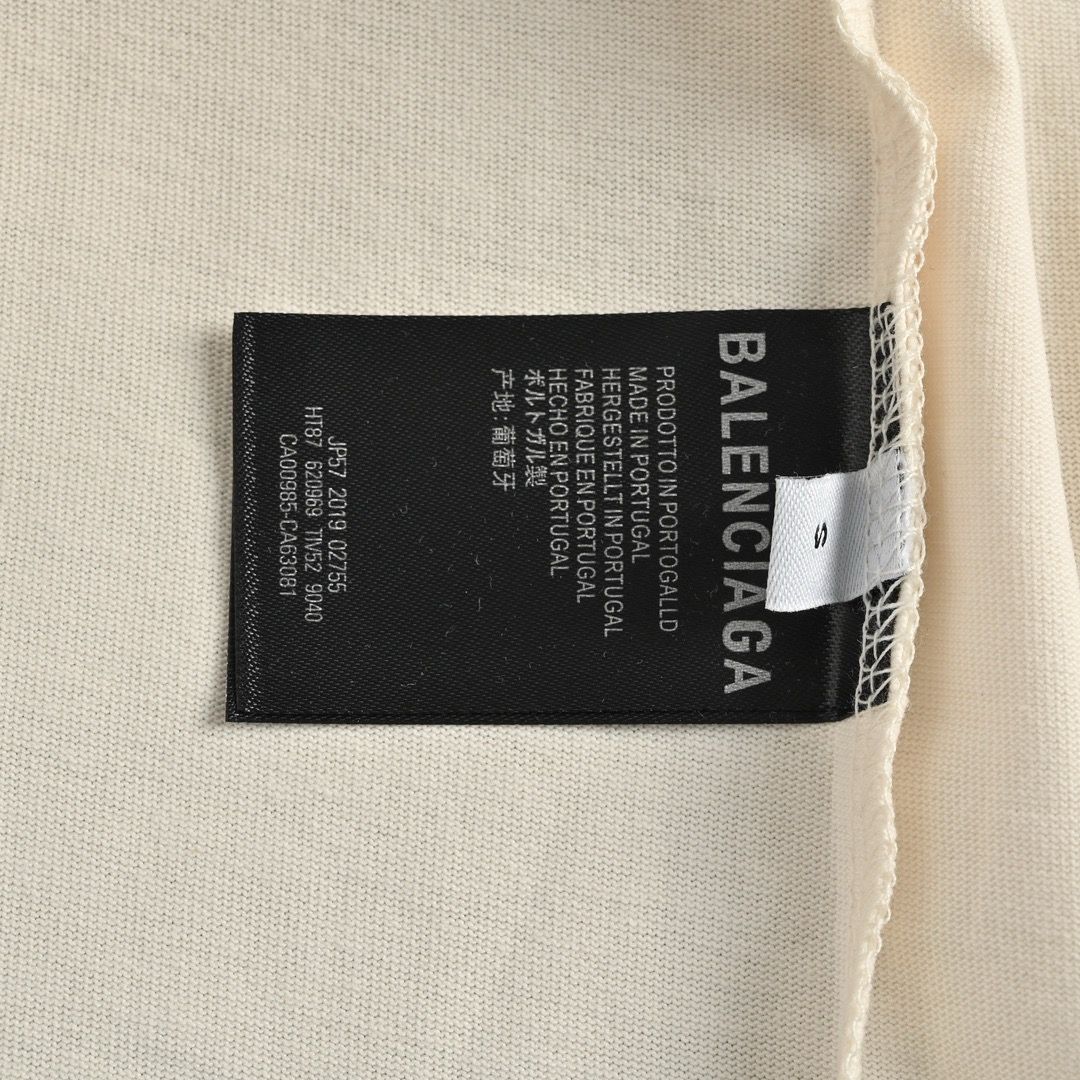 BALENCIAGA
S
PRODOTTO IN PORTOGALLD
MADE IN PORTUGAL
HERGESTELLT IN PORTUGAL
FABRIQUE EN PORTUGAL
HECHO EN PORTUGAL
ポルトガル製
产地:葡萄牙
JP57 2019 02755
HT87 620969 TIV52 9040
CA00985-CA63081